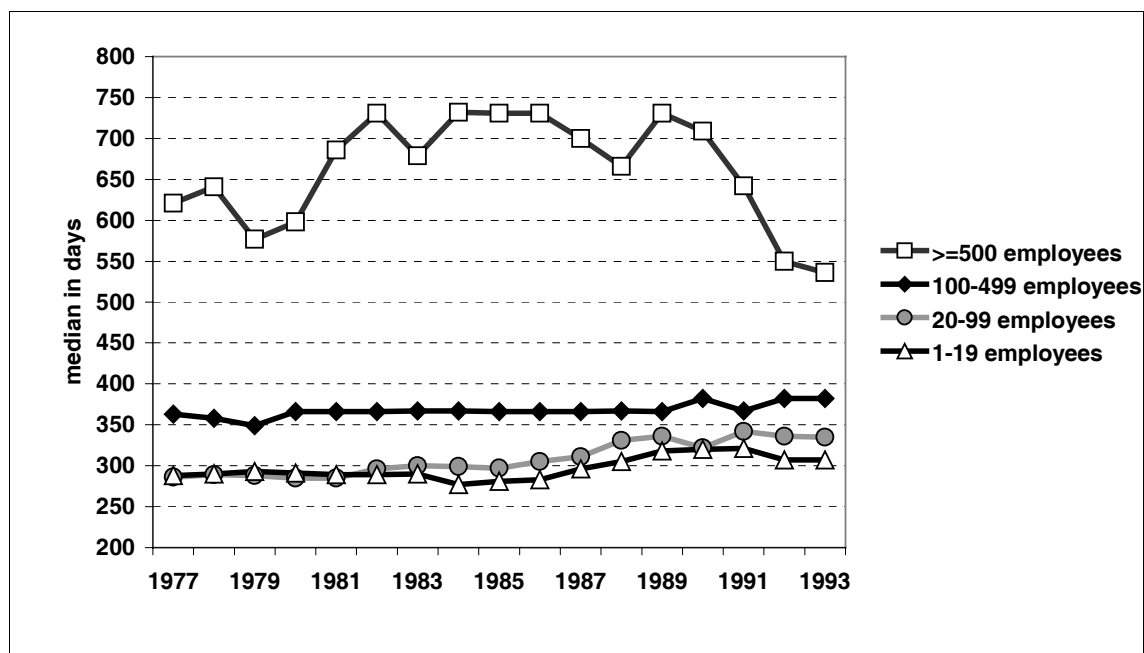 800
750
700
650
600
550
500
450
400
350
300
250
200
median in days
1977 1979 1981 1983 1985 1987 1989 1991 1993
>=500 employees
100-499 employees
20-99 employees
1-19 employees